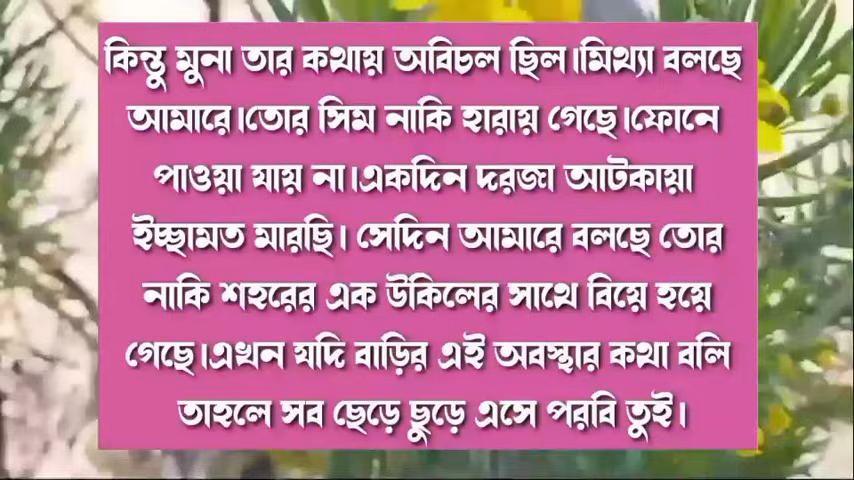 কিন্তু মুনা তার কথায় অবিচল ছিল।মিথ্যা বলছে
আমারে।তোর সিম নাকি হারায় গেছে।ফোনে
পাওয়া যায় না।একদিন দরজা আটকায়া
ইচ্ছামত মারছি। সেদিন আমারে বলছে তোর
নাকি শহরের এক উকিলের সাথে বিয়ে হয়ে
গেছে।এখন যদি বাড়ির এই অবস্থার কথা বলি
তাহলে সব ছেড়ে ছুড়ে এসে পরবি তুই।